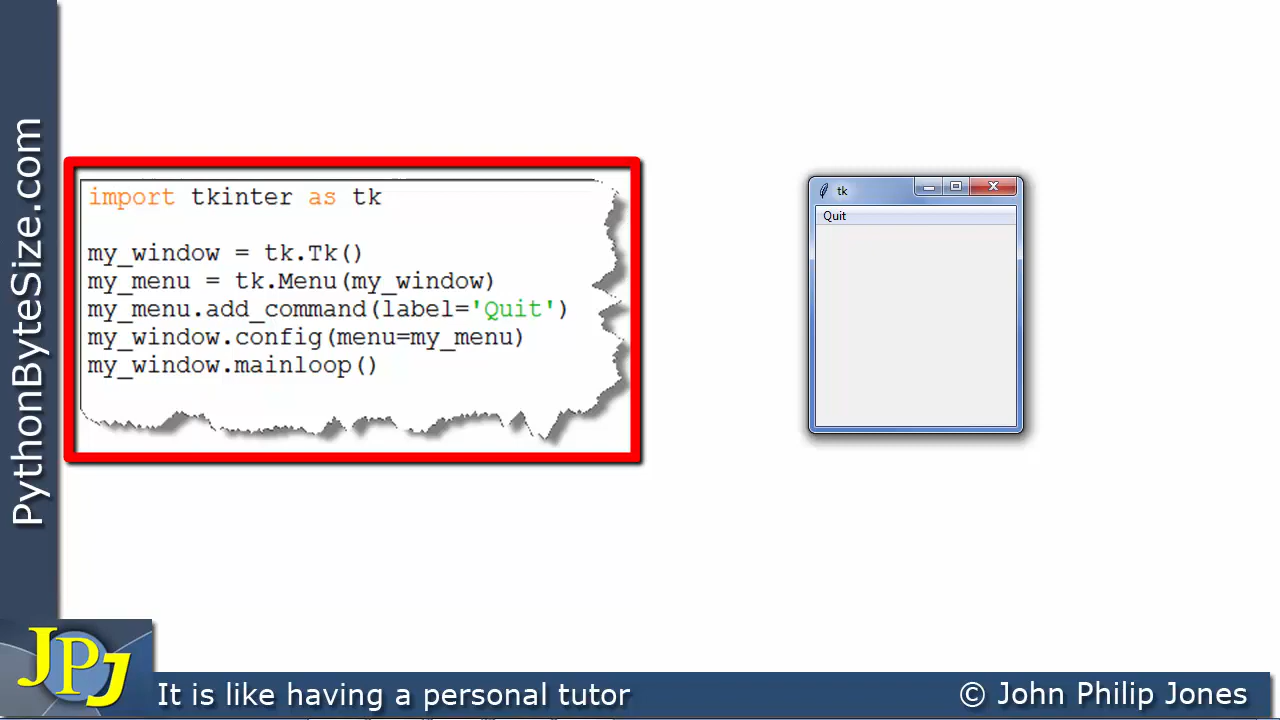 PythonByteSize.com
import tkinter as tk
my_window = tk.Tk()
my_menu = tk.Menu(my_window)
my_menu.add_command(label='Quit')
my_window.config(menu=my_menu)
my_window.mainloop()
tk
Quit
JPJ
It is like having a personal tutor
© John Philip Jones